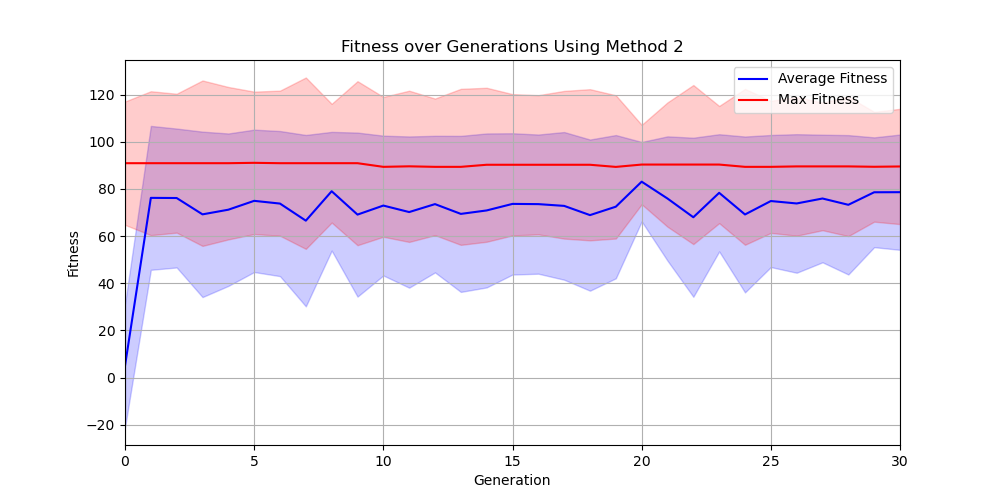 Fitness over Generations Using Method 2
Average Fitness
Max Fitness
120
100
80
60
40
20
0
−20
Fitness
0 5 10 15 20 25 30
Generation